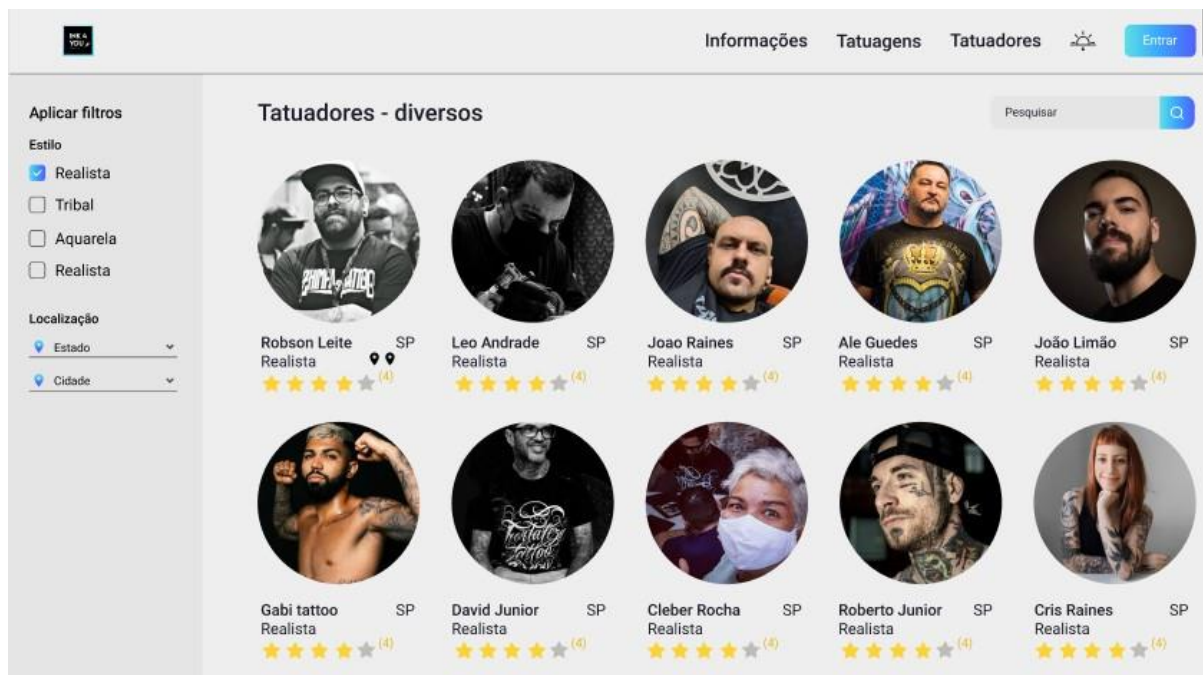 INK 4
YOU
Informações Tatuagens Tatuadores Entrar
Aplicar filtros
Estilo
Realista
Tribal
Aquarela
Realista
Localização
Estado
Cidade
Tatuadores - diversos
Pesquisar
Robson Leite SP
Realista
(4)
Leo Andrade SP
Realista
(4)
Joao Raines SP
Realista
(4)
Ale Guedes SP
Realista
(4)
João Limão SP
Realista
(4)
Gabi tattoo SP
Realista
(4)
David Junior SP
Realista
(4)
Cleber Rocha SP
Realista
(4)
Roberto Junior SP
Realista
(4)
Cris Raines SP
Realista
(4)